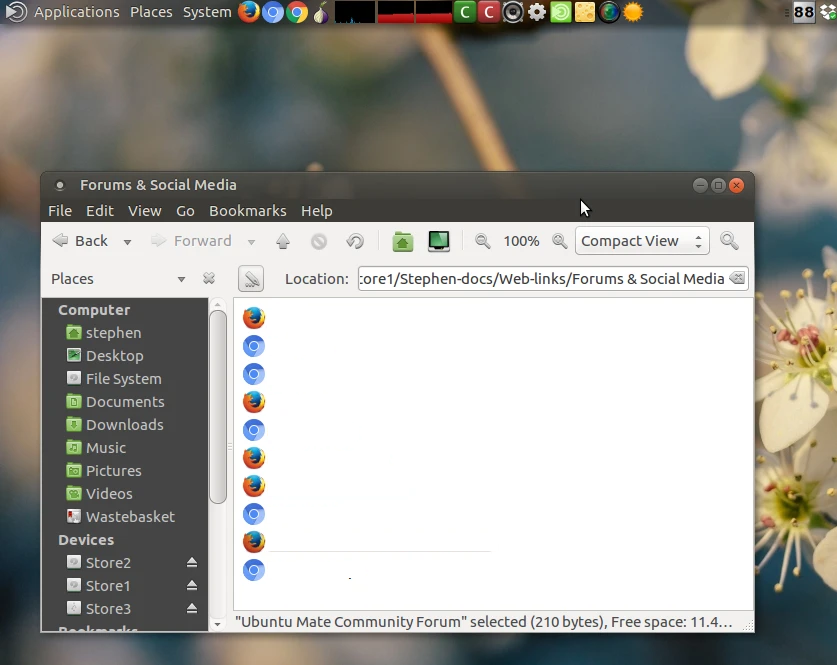 Applications Places System C C 88
Forums & Social Media
File Edit View Go Bookmarks Help
Back Forward 100% Compact View
Places Location: :ore1/Stephen-docs/Web-links/Forums & Social Media
Computer
stephen
Desktop
File System
Documents
Downloads
Music
Pictures
Videos
Wastebasket
Devices
Store2
Store1
Store3
Bookmarks
"Ubuntu Mate Community Forum" selected (210 bytes), Free space: 11.4…